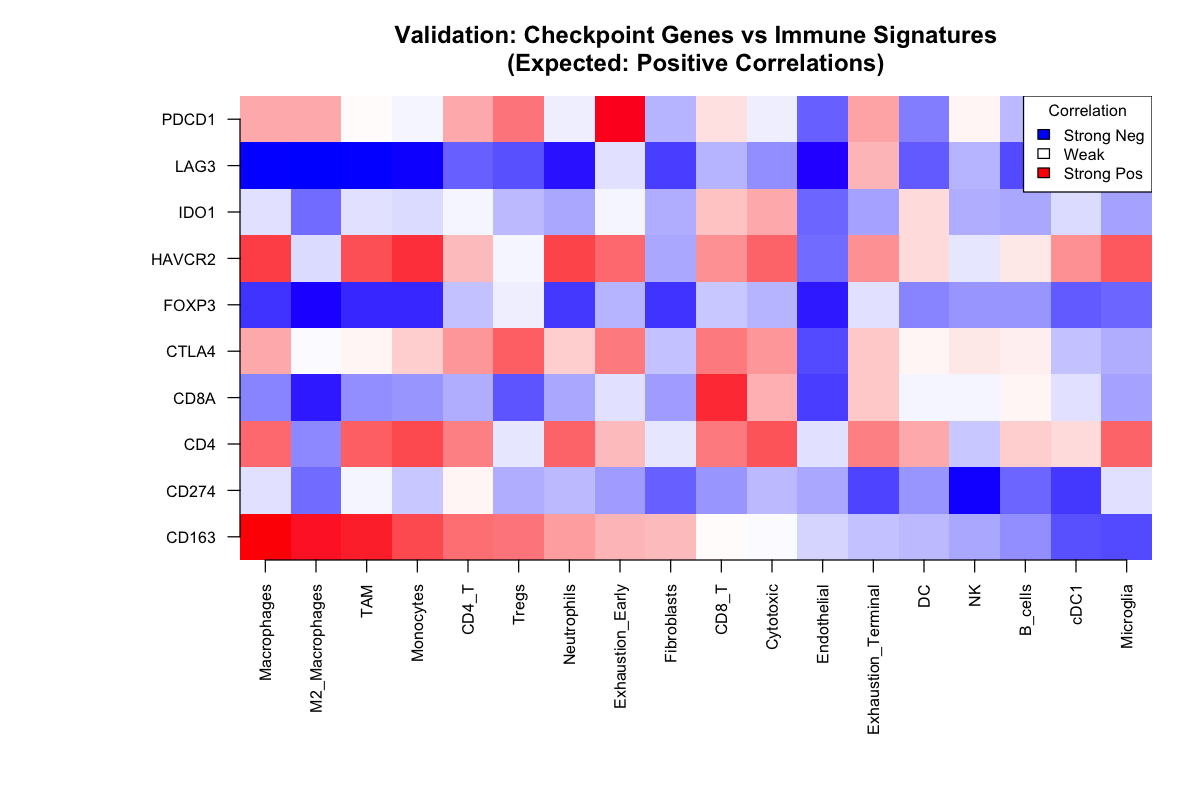 Validation: Checkpoint Genes vs Immune Signatures
(Expected: Positive Correlations)
Correlation
Strong Neg
Weak
Strong Pos
PDCD1
LAG3
IDO1
HAVCR2
FOXP3
CTLA4
CD8A
CD4
CD274
CD163
Macrophages
M2_Macrophages
TAM
Monocytes
CD4_T
Tregs
Neutrophils
Exhaustion_Early
Fibroblasts
CD8_T
Cytotoxic
Endothelial
Exhaustion_Terminal
DC
NK
B_cells
cDC1
Microglia